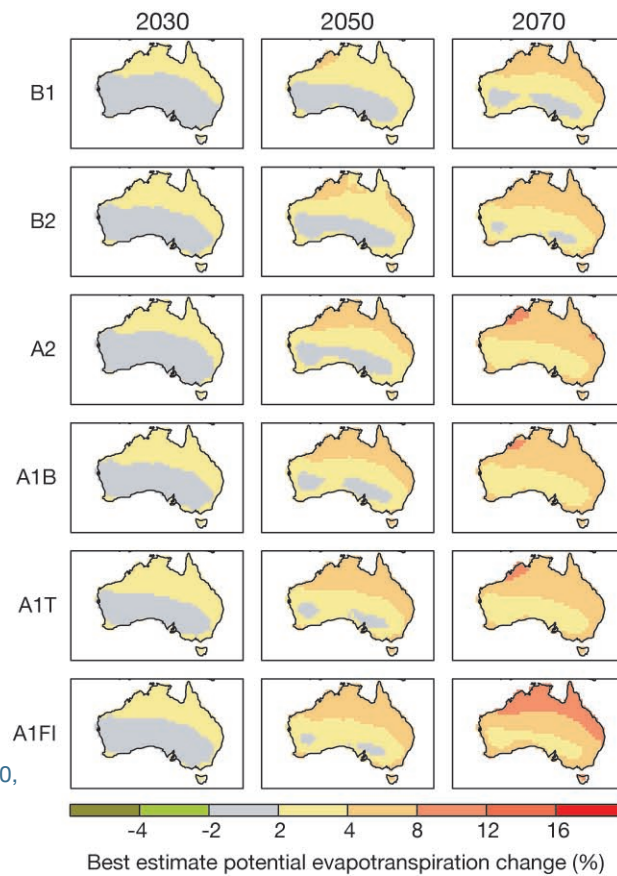 2030 2050 2070
B1
B2
A2
A1B
A1T
A1FI
0,
-4 -2 2 4 8 12 16
Best estimate potential evapotranspiration change (%)